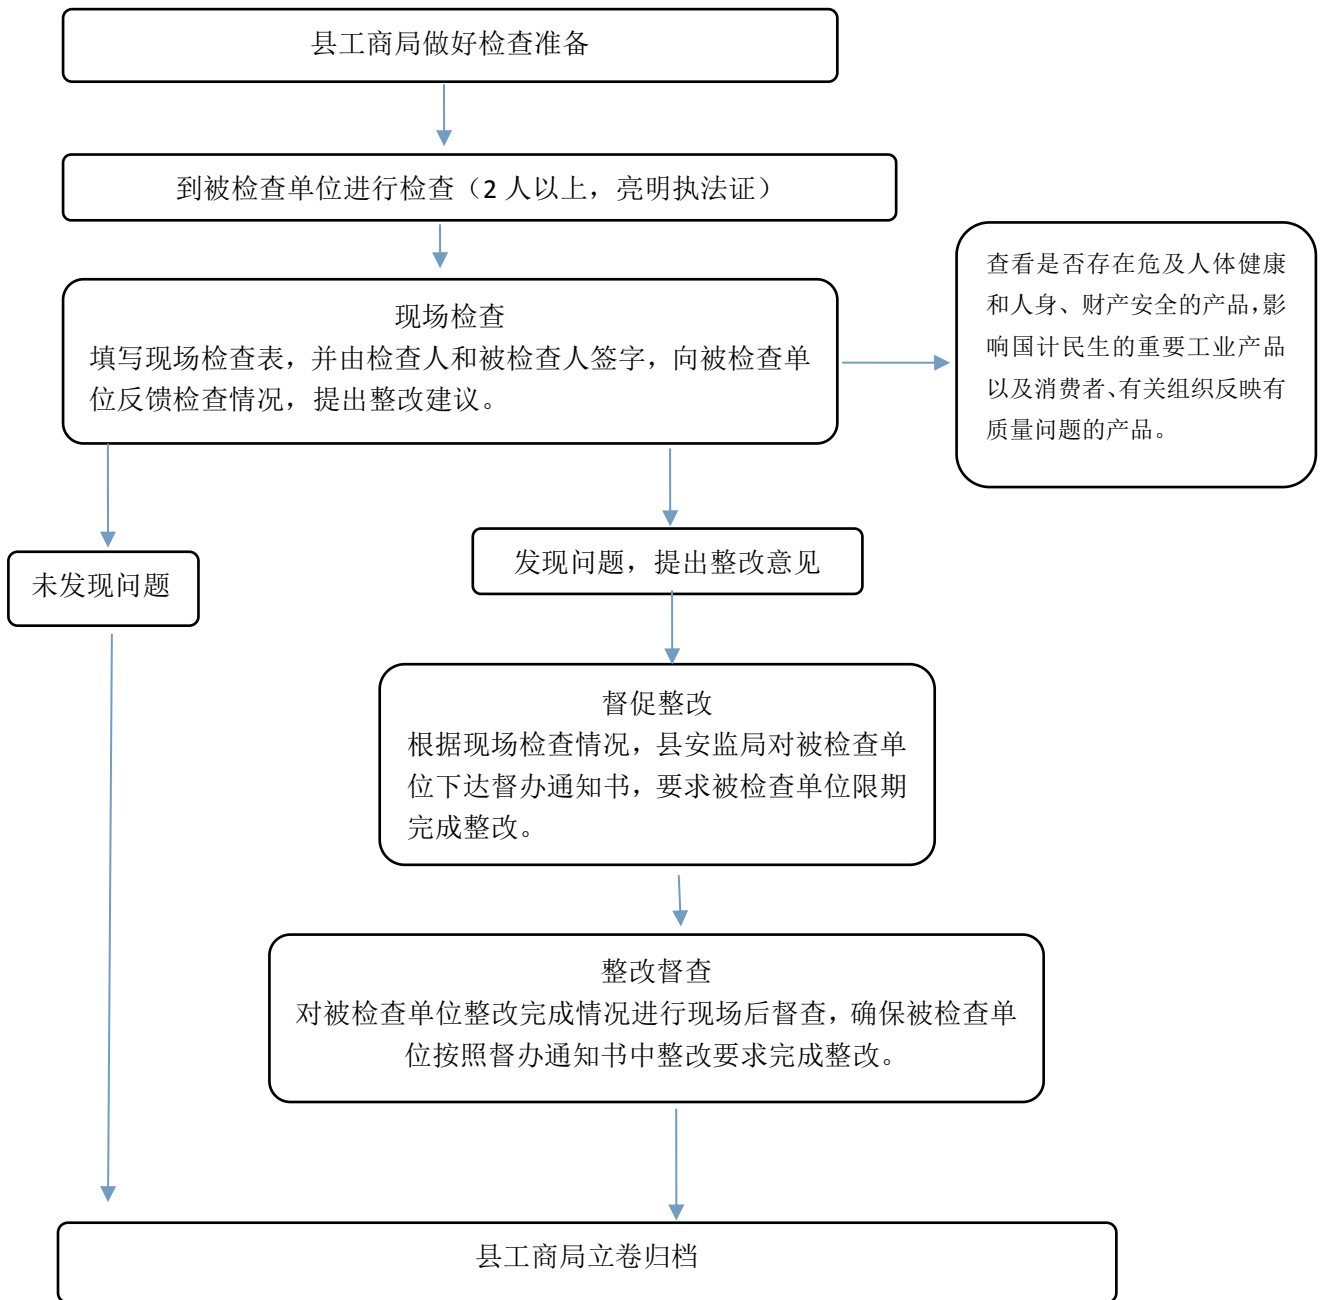 县工商局做好检查准备
到被检查单位进行检查（2 人以上，亮明执法证）
现场检查
填写现场检查表，并由检查人和被检查人签字，向被检查单
位反馈检查情况，提出整改建议。
查看是否存在危及人体健康
和人身、财产安全的产品，影
响国计民生的重要工业产品
以及消费者、有关组织反映有
质量问题的产品。
未发现问题
发现问题，提出整改意见
督促整改
根据现场检查情况，县安监局对被检查单
位下达督办通知书，要求被检查单位限期
完成整改。
整改督查
对被检查单位整改完成情况进行现场后督查，确保被检查单
位按照督办通知书中整改要求完成整改。
县工商局立卷归档